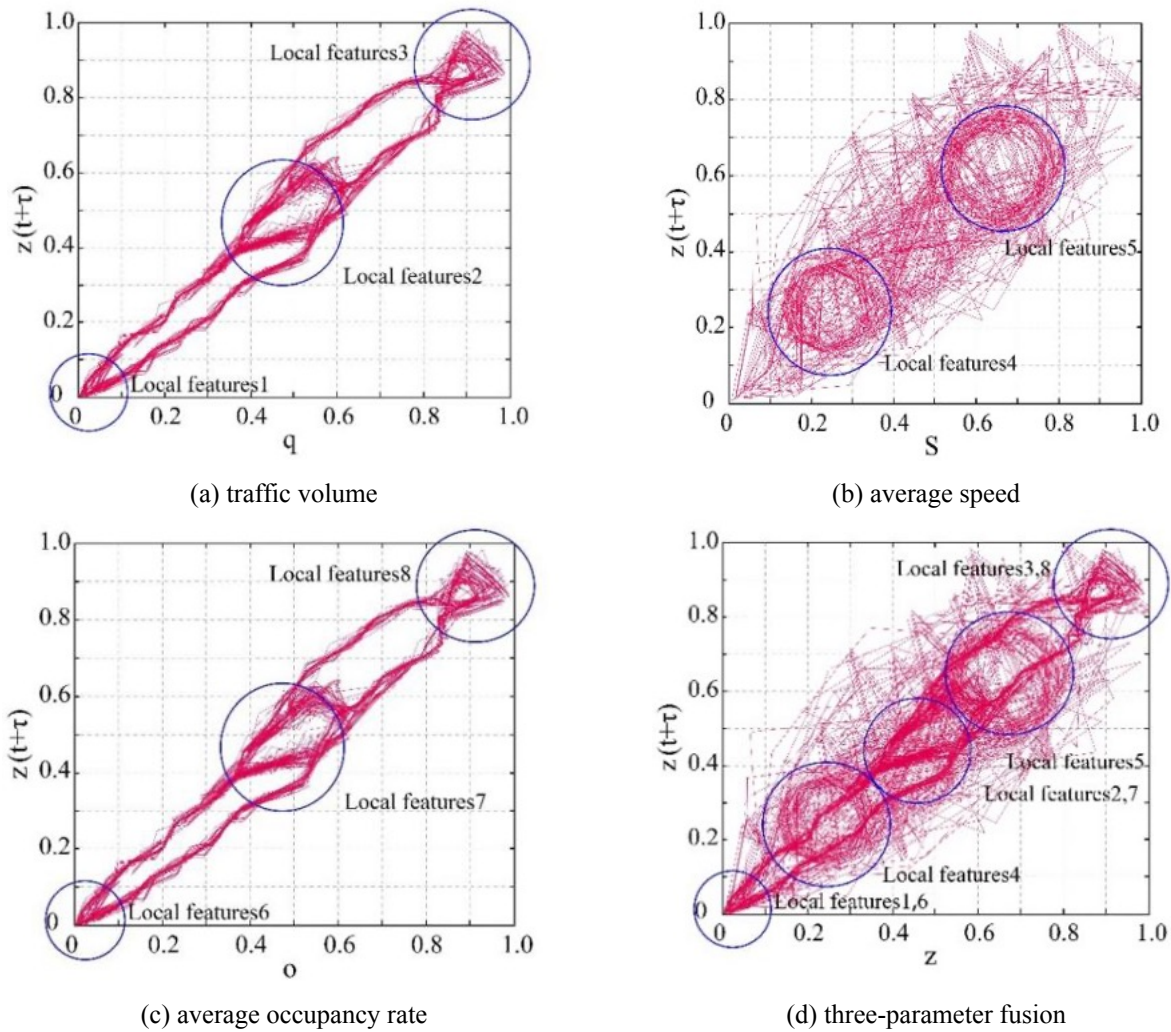 1.0
Local features3
0.8
0.6
z(t+τ)
0.4
Local features2
0.2
0
Local features1
0 0.2 0.4 0.6 0.8 1.0
q
(a) traffic volume
1.0
0.8
0.6
z(t+τ)
0.4
Local features5
0.2
Local features4
0
0 0.2 0.4 0.6 0.8 1.0
S
(b) average speed
1.0
Local features8
0.8
0.6
z(t+τ)
0.4
Local features7
0.2
0
Local features6
0 0.2 0.4 0.6 0.8 1.0
o
(c) average occupancy rate
1.0
Local features3,8
0.8
0.6
z(t+τ)
0.4
Local features5
Local features2,7
0.2
Local features4
0
Local features1,6
0 0.2 0.4 0.6 0.8 1.0
z
(d) three-parameter fusion